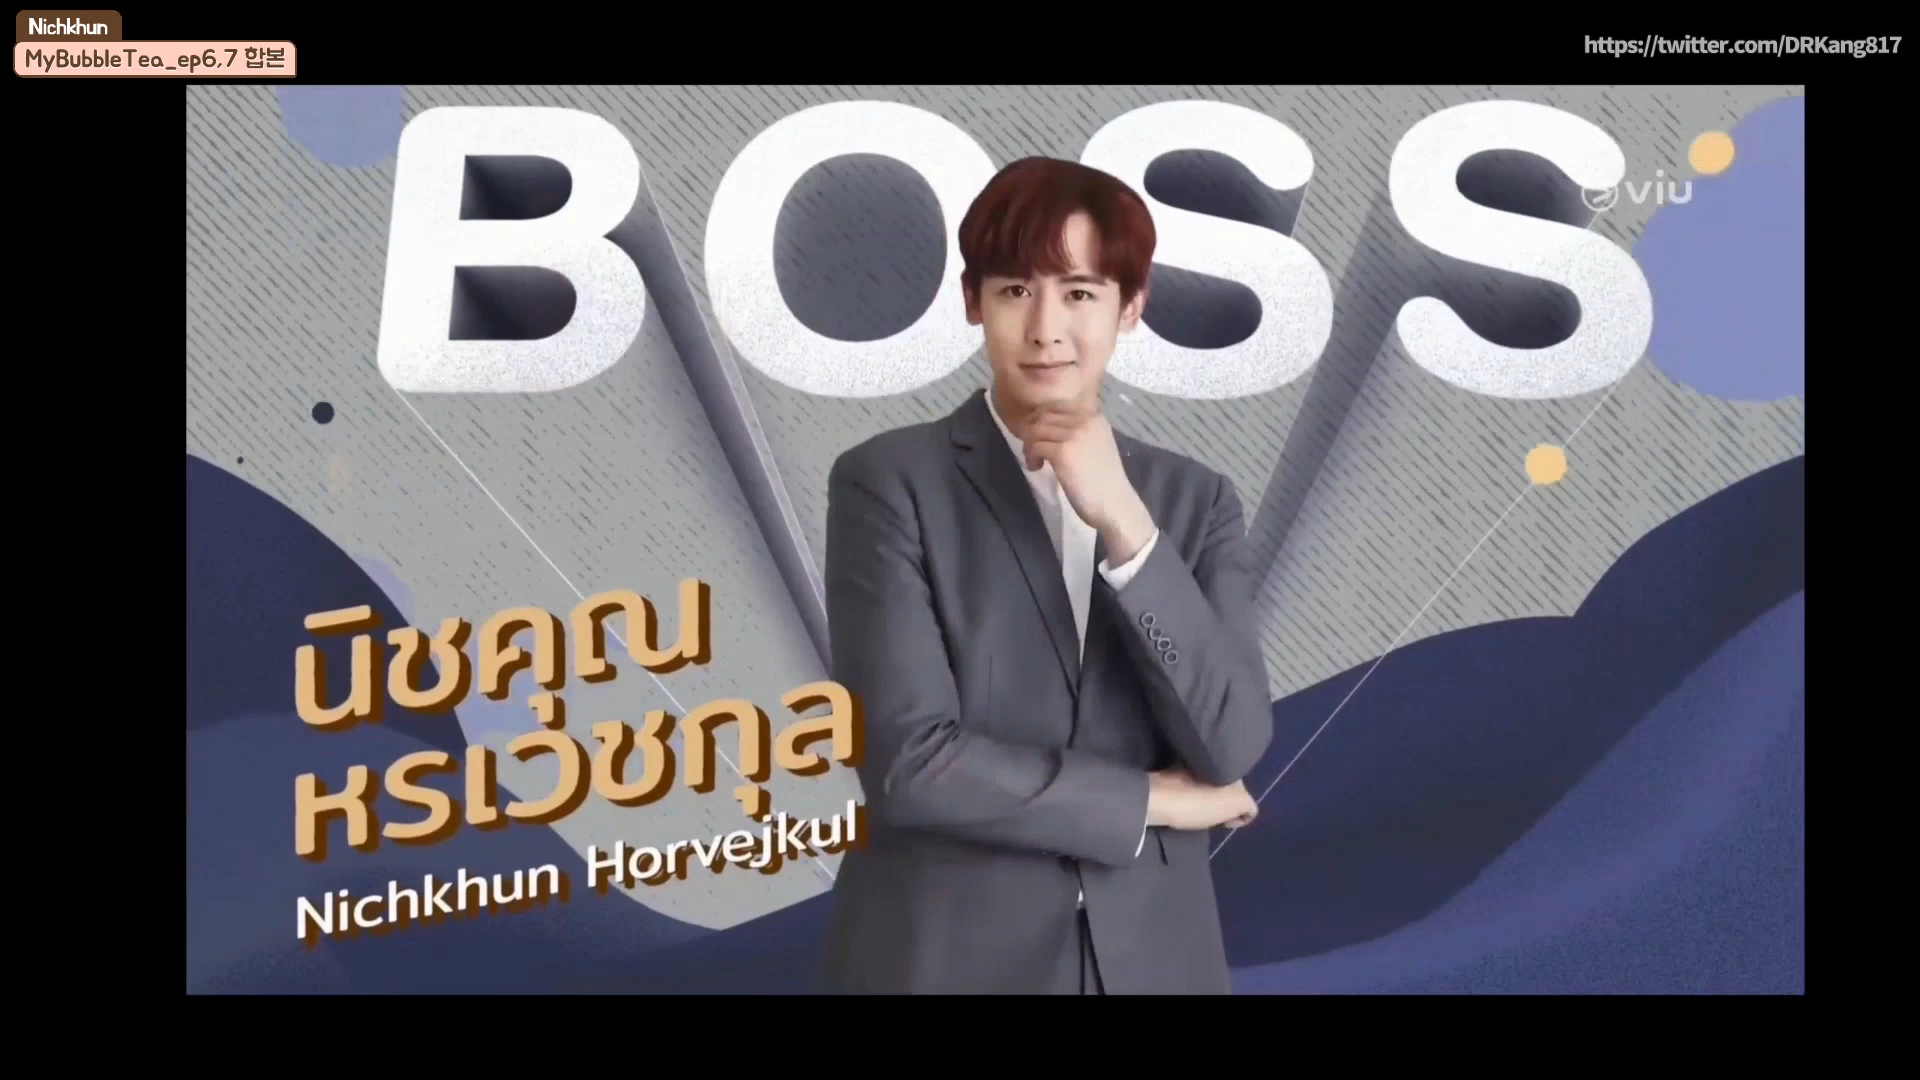 Nichkhun
MyBubbleTea_ep6,7 합본
https://twitter.com/DRKang817
BOSS
viu
นิชคุณ
หรเวชกุล
Nichkhun Horvejkul